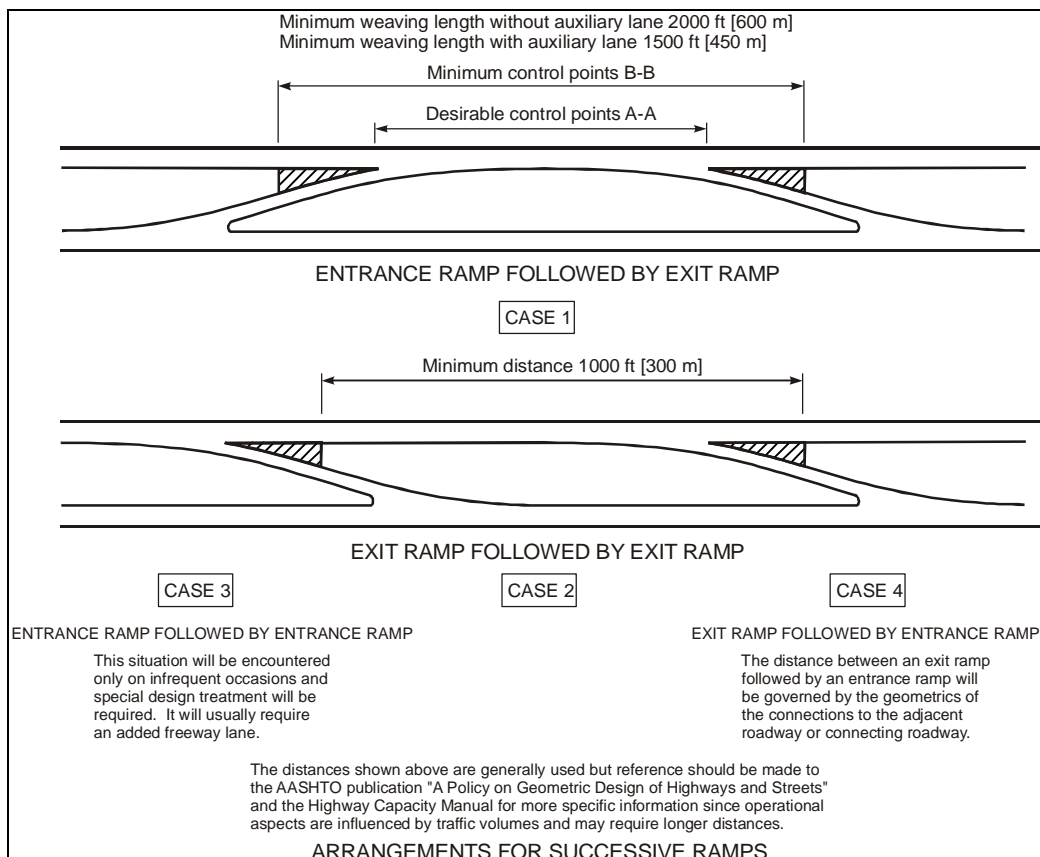 Minimum weaving length without auxiliary lane 2000 ft [600 m]
Minimum weaving length with auxiliary lane 1500 ft [450 m]
Minimum control points B-B
Desirable control points A-A
ENTRANCE RAMP FOLLOWED BY EXIT RAMP
CASE 1
Minimum distance 1000 ft [300 m]
EXIT RAMP FOLLOWED BY EXIT RAMP
CASE 3
CASE 2
CASE 4
ENTRANCE RAMP FOLLOWED BY ENTRANCE RAMP
This situation will be encountered
only on infrequent occasions and
special design treatment will be
required. It will usually require
an added freeway lane.
EXIT RAMP FOLLOWED BY ENTRANCE RAMP
The distance between an exit ramp
followed by an entrance ramp will
be governed by the geometrics of
the connections to the adjacent
roadway or connecting roadway.
The distances shown above are generally used but reference should be made to
the AASHTO publication "A Policy on Geometric Design of Highways and Streets"
and the Highway Capacity Manual for more specific information since operational
aspects are influenced by traffic volumes and may require longer distances.
ARRANGEMENTS FOR SUCCESSIVE RAMPS